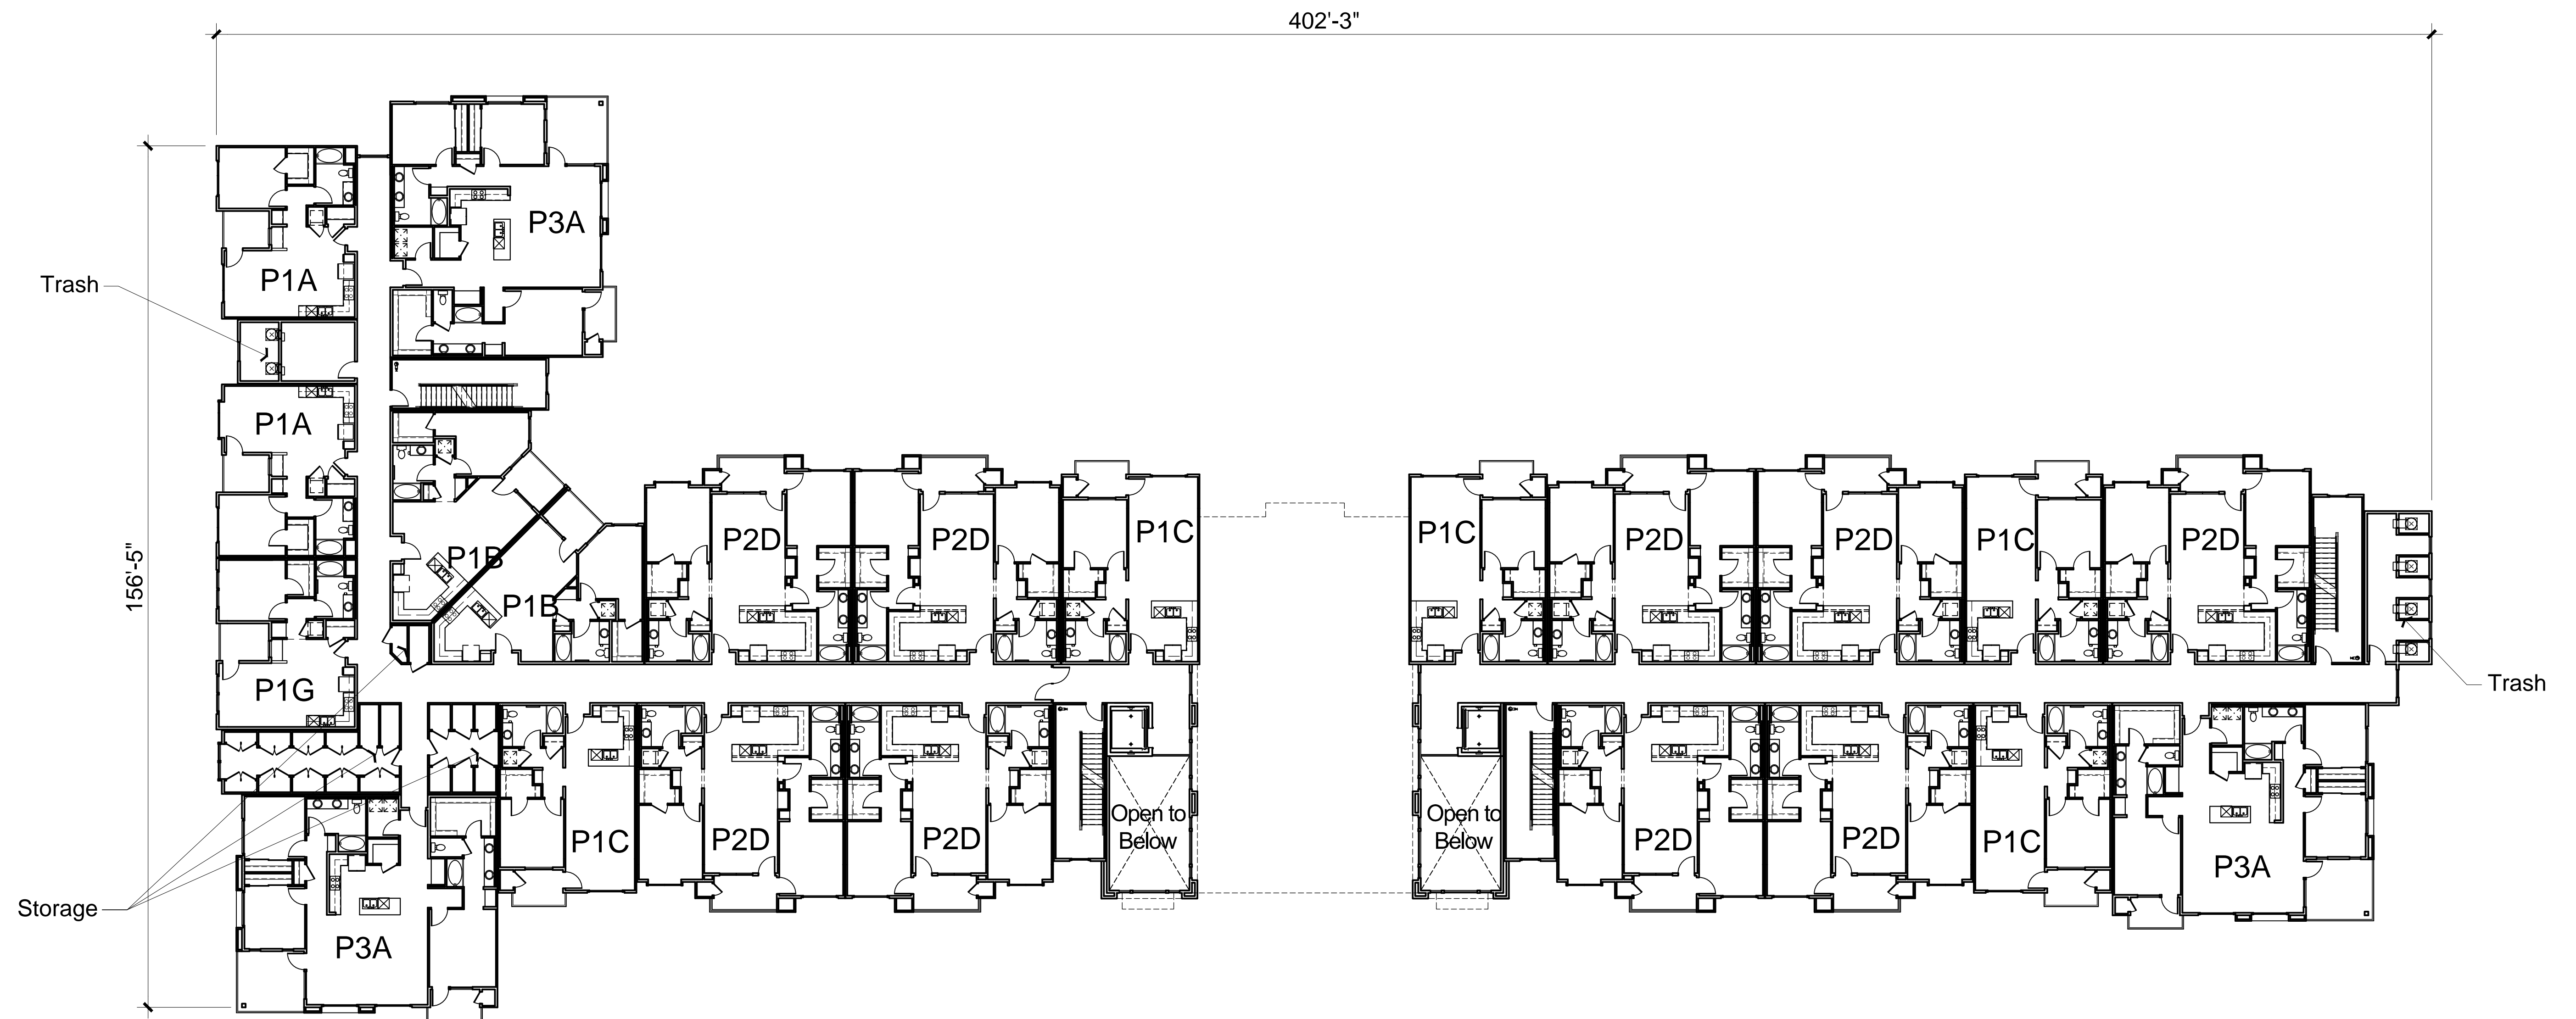 402'-3"
P3A
P1A
Trash
P1A
P1B
P1B
P2D
P2D
P1C
P1C
P2D
P2D
P1C
P2D
156'-5"
P1G
Trash
Open to
Below
Open to
Below
P1C
P2D
P2D
P2D
P2D
P1C
P3A
Storage
P3A